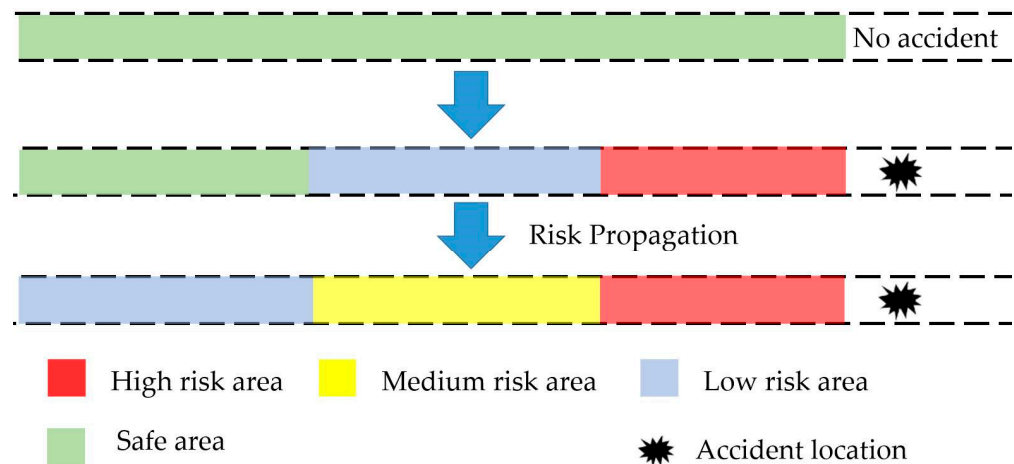 No accident
Risk Propagation
High risk area
Medium risk area
Low risk area
Safe area
Accident location